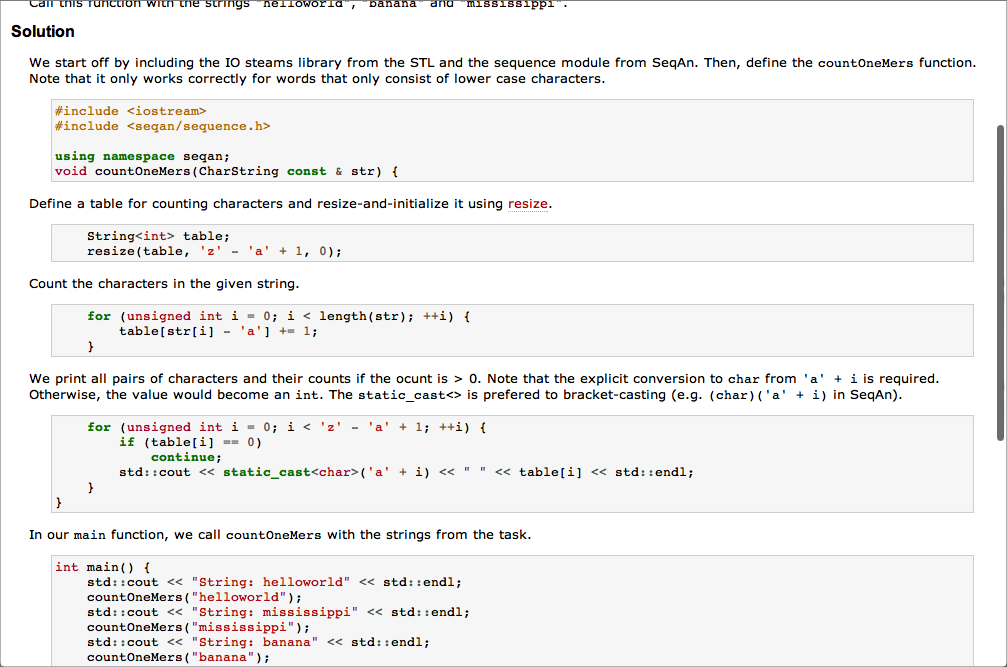 Call this function with the strings "helloworld", "banana" and "mississippi".
Solution
We start off by including the IO steams library from the STL and the sequence module from SeqAn. Then, define the countOneMers function.
Note that it only works correctly for words that only consist of lower case characters.
#include <iostream>
#include <seqan/sequence.h>
using namespace seqan;
void countOneMers(CharString const & str) {
Define a table for counting characters and resize-and-initialize it using resize.
String<int> table;
resize(table, 'z' - 'a' + 1, 0);
Count the characters in the given string.
for (unsigned int i = 0; i < length(str); ++i) {
table[str[i] - 'a'] += 1;
}
We print all pairs of characters and their counts if the ocunt is > 0. Note that the explicit conversion to char from 'a' + i is required.
Otherwise, the value would become an int. The static_cast<> is prefered to bracket-casting (e.g. (char)('a' + i) in SeqAn).
for (unsigned int i = 0; i < 'z' - 'a' + 1; ++i) {
if (table[i] == 0)
continue;
std::cout << static_cast<char>('a' + i) << " " << table[i] << std::endl;
}
}
In our main function, we call countOneMers with the strings from the task.
int main() {
std::cout << "String: helloworld" << std::endl;
countOneMers("helloworld");
std::cout << "String: mississippi" << std::endl;
countOneMers("mississippi");
std::cout << "String: banana" << std::endl;
countOneMers("banana");